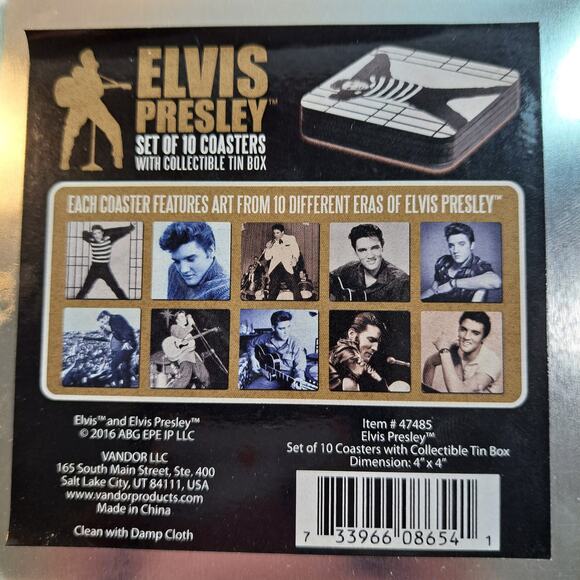 ELVIS
PRESLEY™
SET OF 10 COASTERS
WITH COLLECTIBLE TIN BOX
EACH COASTER FEATURES ART FROM 10 DIFFERENT ERAS OF ELVIS PRESLEY™
Elvis™ and Elvis Presley™
© 2016 ABG EPE IP LLC
VANDOR LLC
165 South Main Street, Ste. 400
Salt Lake City, UT 84111, USA
www.vandorproducts.com
Made in China
Clean with Damp Cloth
Item # 47485
Elvis Presley™
Set of 10 Coasters with Collectible Tin Box
Dimension: 4” x 4”
7 33966 08654 1